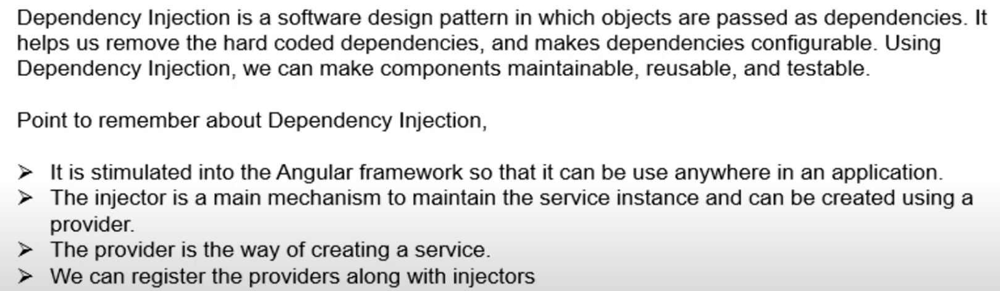 Dependency Injection is a software design pattern in which objects are passed as dependencies. It
helps us remove the hard coded dependencies, and makes dependencies configurable. Using
Dependency Injection, we can make components maintainable, reusable, and testable.
Point to remember about Dependency Injection,
➢ It is stimulated into the Angular framework so that it can be use anywhere in an application.
➢ The injector is a main mechanism to maintain the service instance and can be created using a
provider.
➢ The provider is the way of creating a service.
➢ We can register the providers along with injectors